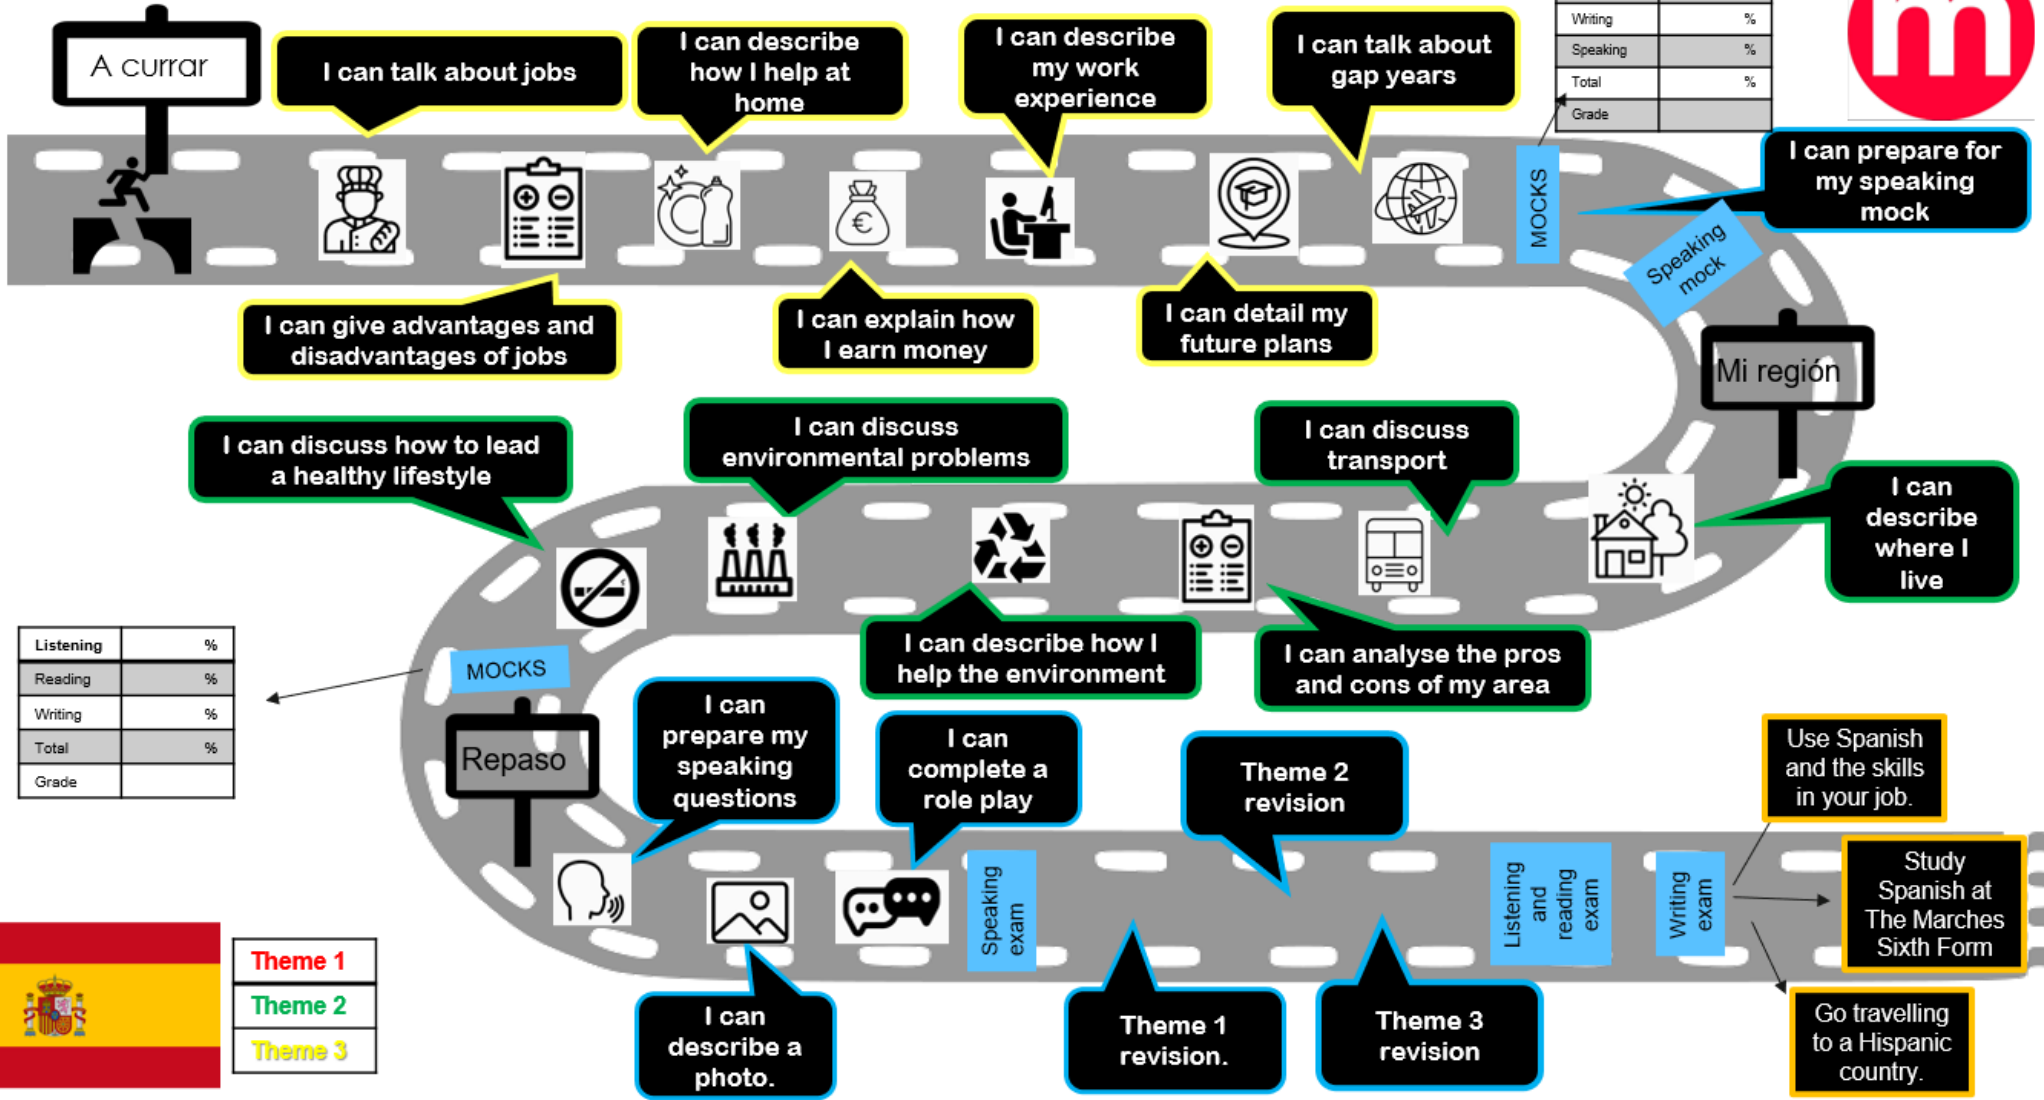 A currar
I can talk about jobs
I can describe
how I help at
home
I can describe
my work
experience
I can talk about
gap years
Writing %
Speaking %
Total %
Grade
m
MOCKS
I can prepare for
my speaking
mock
Speaking
mock
I can give advantages and
disadvantages of jobs
I can explain how
I earn money
I can detail my
future plans
Mi región
I can discuss how to lead
a healthy lifestyle
I can discuss
environmental problems
I can discuss
transport
I can
describe
where I
live
I can describe how I
help the environment
I can analyse the pros
and cons of my area
Listening %
Reading %
Writing %
Total %
Grade
MOCKS
Repaso
I can
prepare my
speaking
questions
I can
complete a
role play
Theme 2
revision
Use Spanish
and the skills
in your job.
Speaking
exam
Listening
and
reading
exam
Writing
exam
Study
Spanish at
The Marches
Sixth Form
Theme 1
Theme 2
Theme 3
I can
describe a
photo.
Theme 1
revision.
Theme 3
revision
Go travelling
to a Hispanic
country.